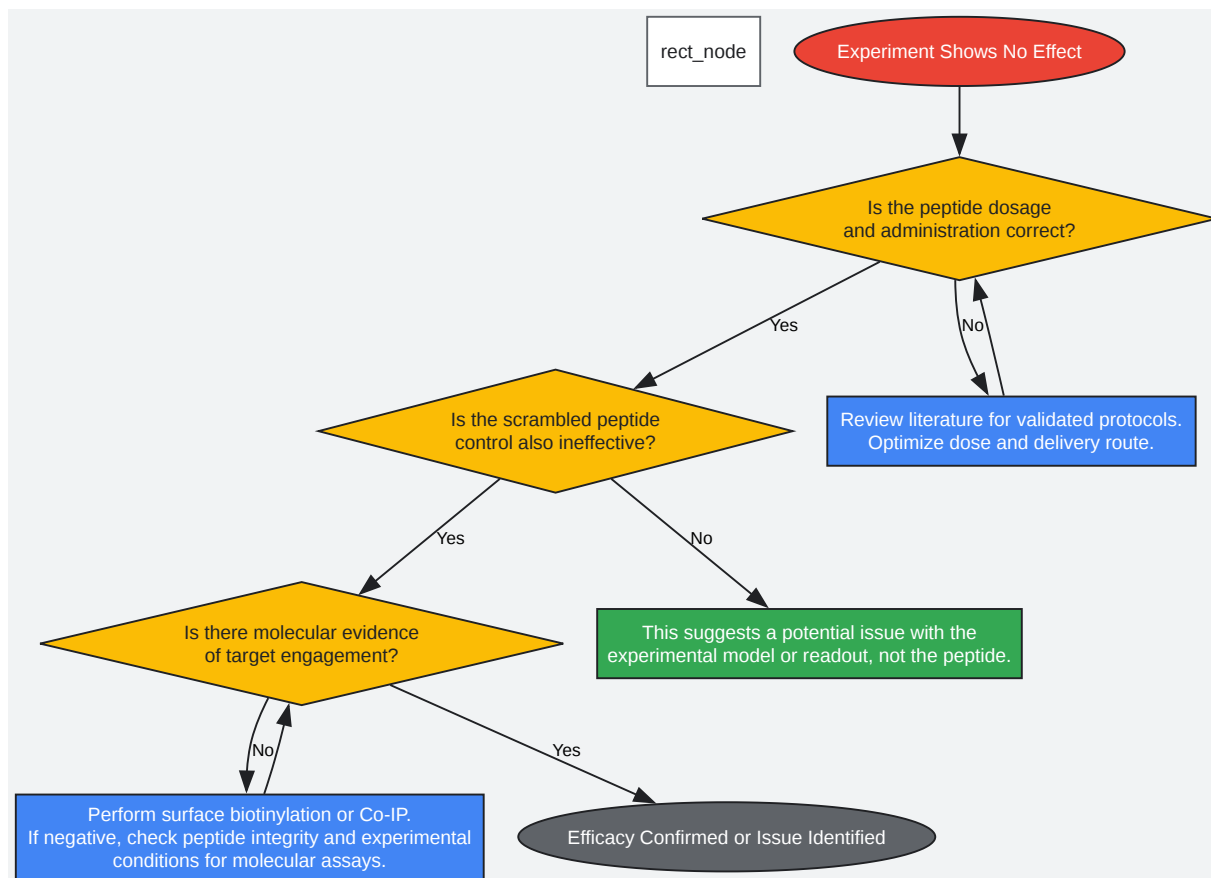 rect_node
Experiment Shows No Effect
Is the peptide dosage
and administration correct?
Yes
No
Review literature for validated protocols.
Optimize dose and delivery route.
Is the scrambled peptide
control also ineffective?
Yes
No
This suggests a potential issue with the
experimental model or readout, not the peptide.
Is there molecular evidence
of target engagement?
No
Yes
Perform surface biotinylation or Co-IP.
If negative, check peptide integrity and experimental
conditions for molecular assays.
Efficacy Confirmed or Issue Identified